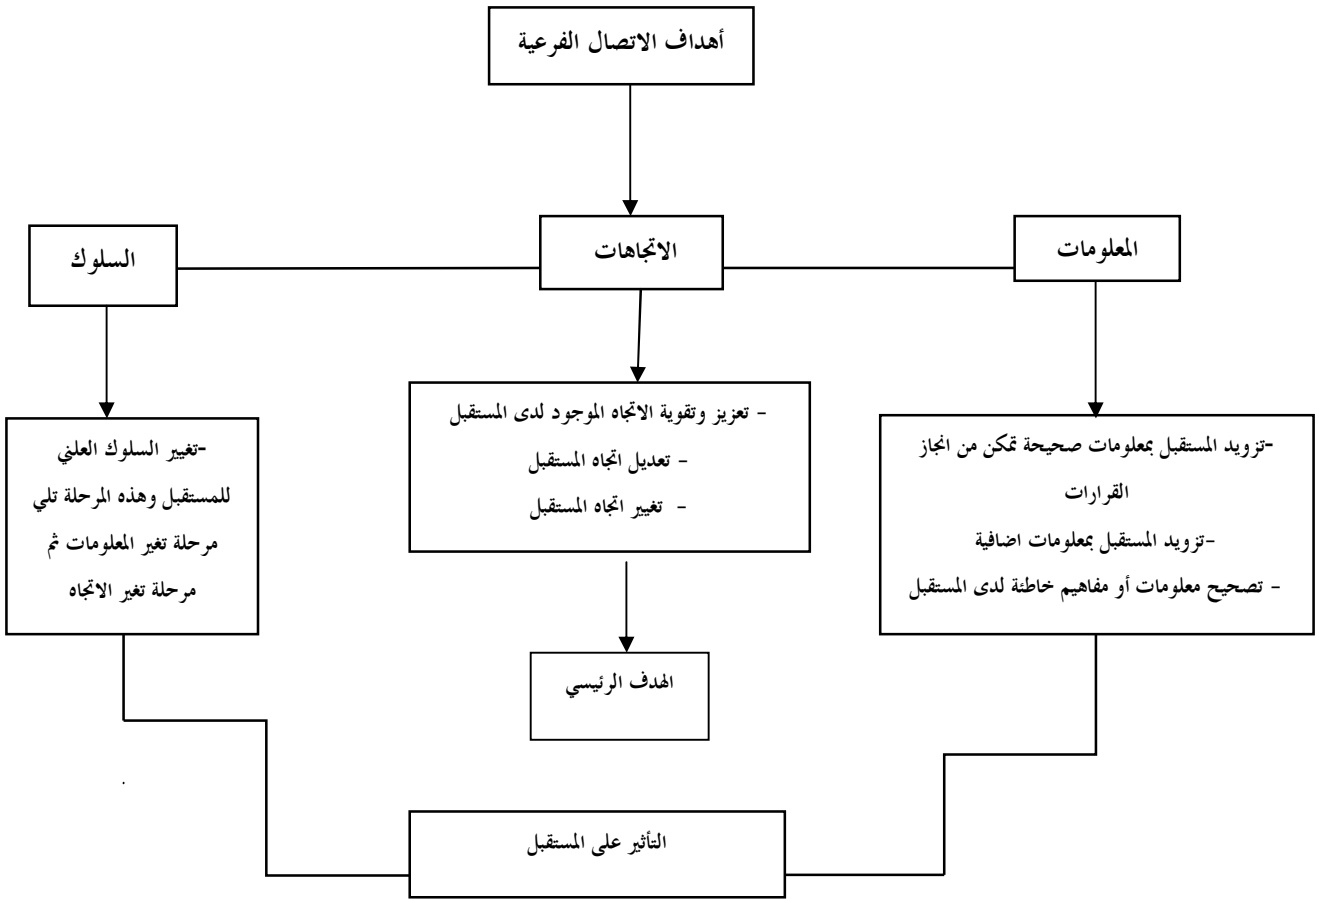 أهداف الاتصال الفرعية
المعلومات
الاتجاهات
السلوك
-تزويد المستقبل بمعلومات صحيحة تمكن من انجاز
القرارات
-تزويد المستقبل بمعلومات اضافية
- تصحيح معلومات أو مفاهيم خاطئة لدى المستقبل
- تعزيز وتقوية الاتجاه الموجود لدى المستقبل
- تعديل اتجاه المستقبل
- تغيير اتجاه المستقبل
-تغيير السلوك العلني
للمستقبل وهذه المرحلة تلي
مرحلة تغير المعلومات ثم
مرحلة تغير الاتجاه
الهدف الرئيسي
التأثير على المستقبل